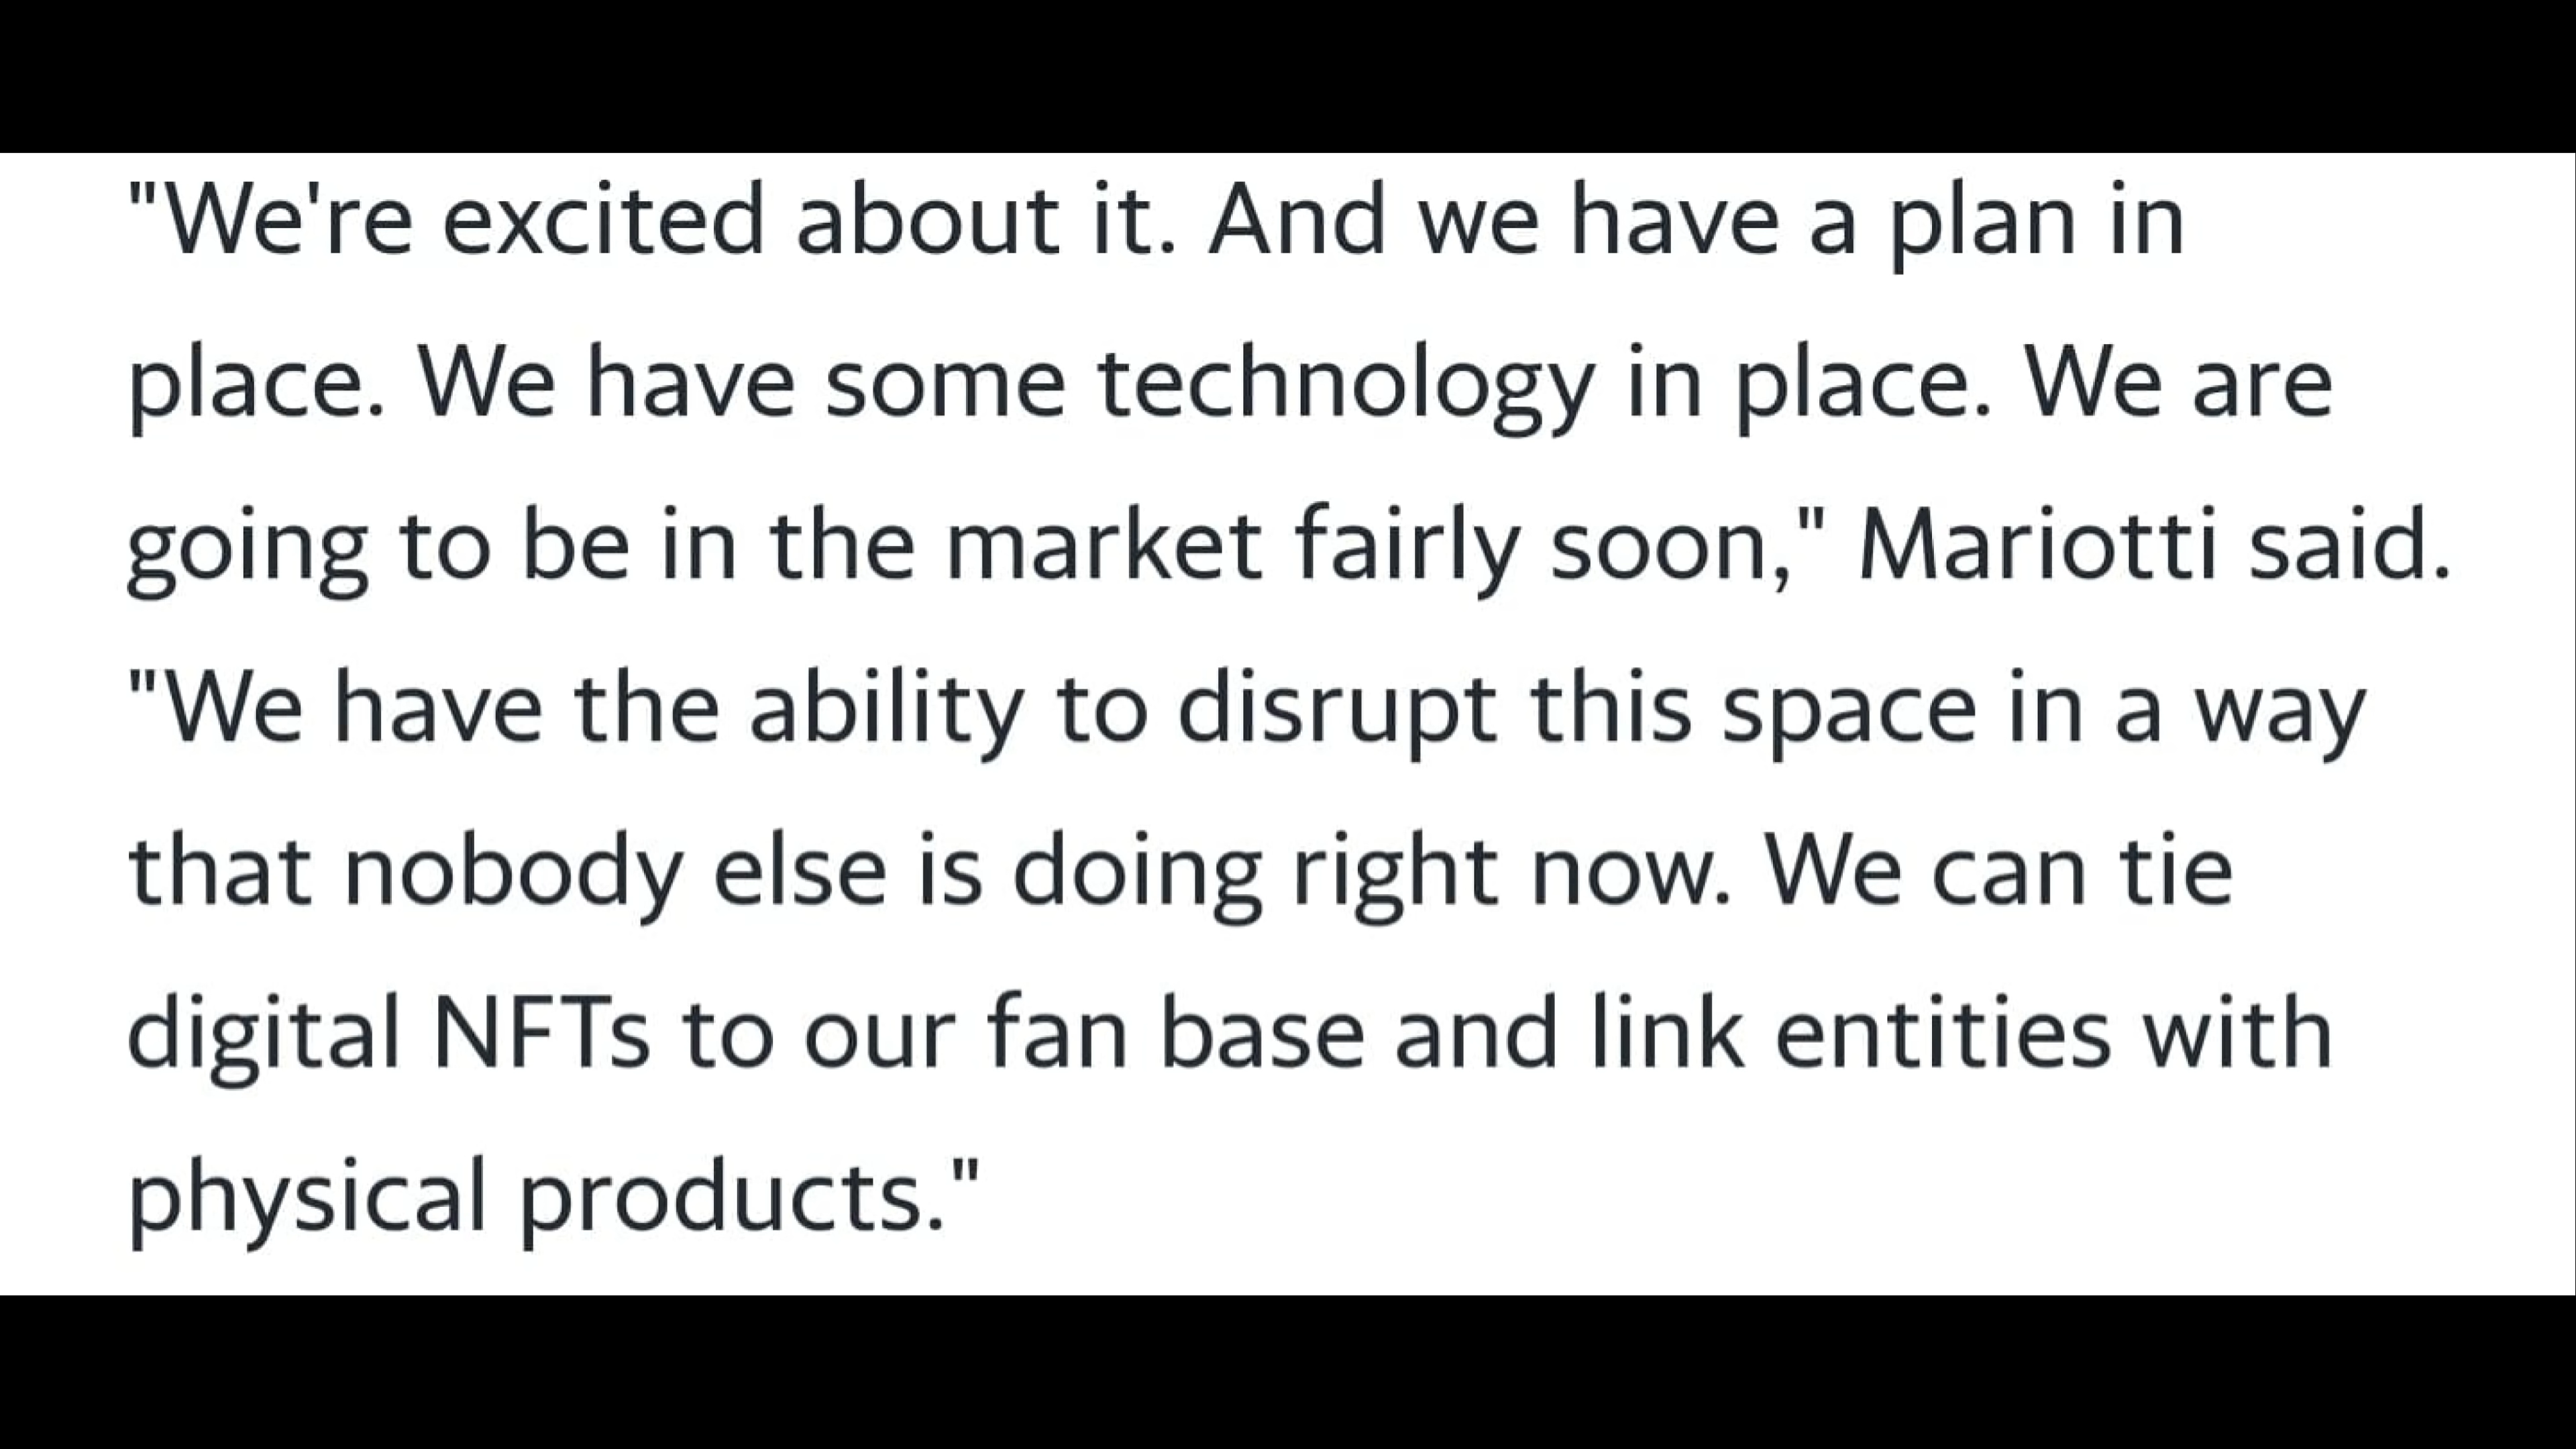 "We're excited about it. And we have a plan in
place. We have some technology in place. We are
going to be in the market fairly soon," Mariotti said.
"We have the ability to disrupt this space in a way
that nobody else is doing right now. We can tie
digital NFTs to our fan base and link entities with
physical products."